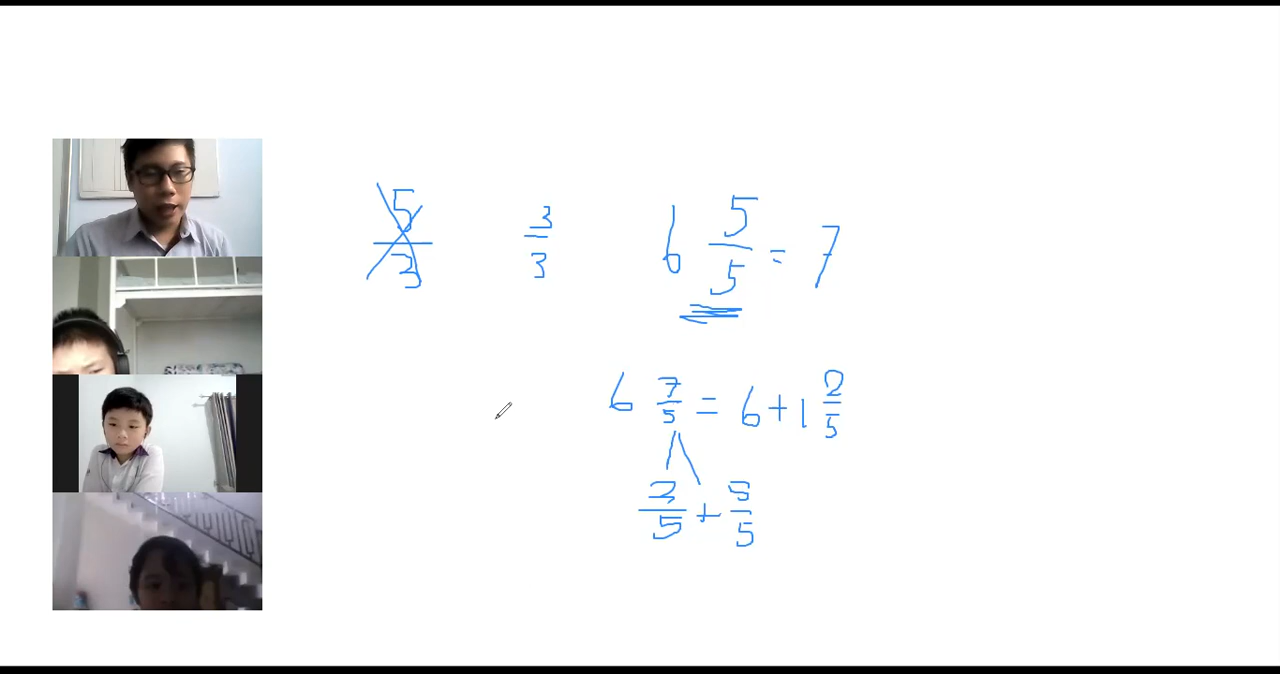 5/3 3/3 6 5/5 = 7
6 7/5 = 6 + 1 2/5
2/5 + 5/5